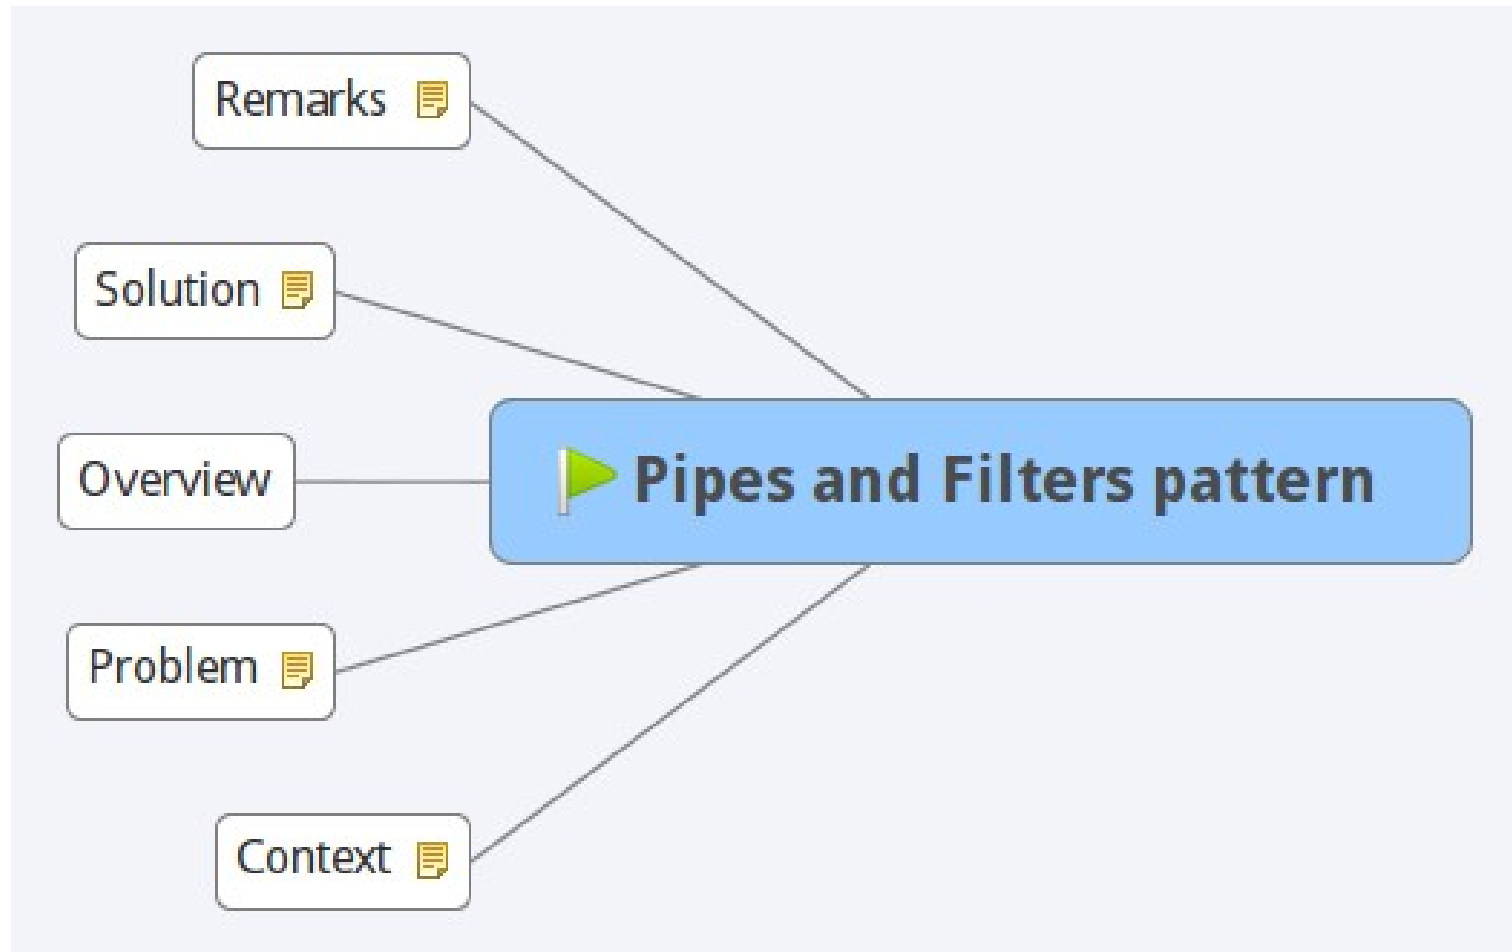 Remarks
Solution
Overview
Pipes and Filters pattern
Problem
Context